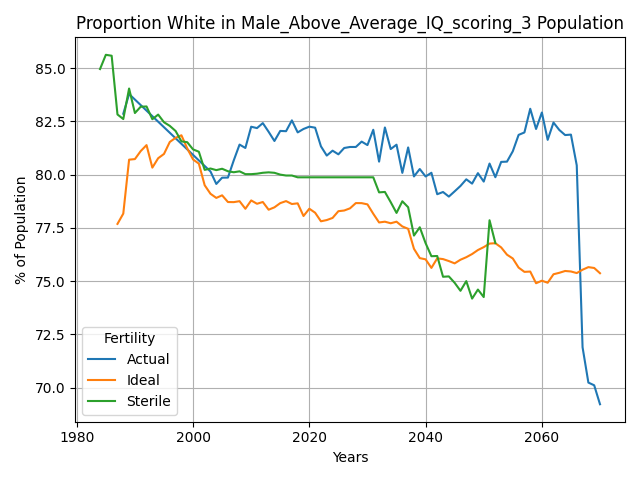 Proportion White in Male_Above_Average_IQ_scoring_3 Population
85.0
82.5
80.0
77.5
75.0
72.5
70.0
% of Population
Fertility
Actual
Ideal
Sterile
1980 2000 2020 2040 2060
Years